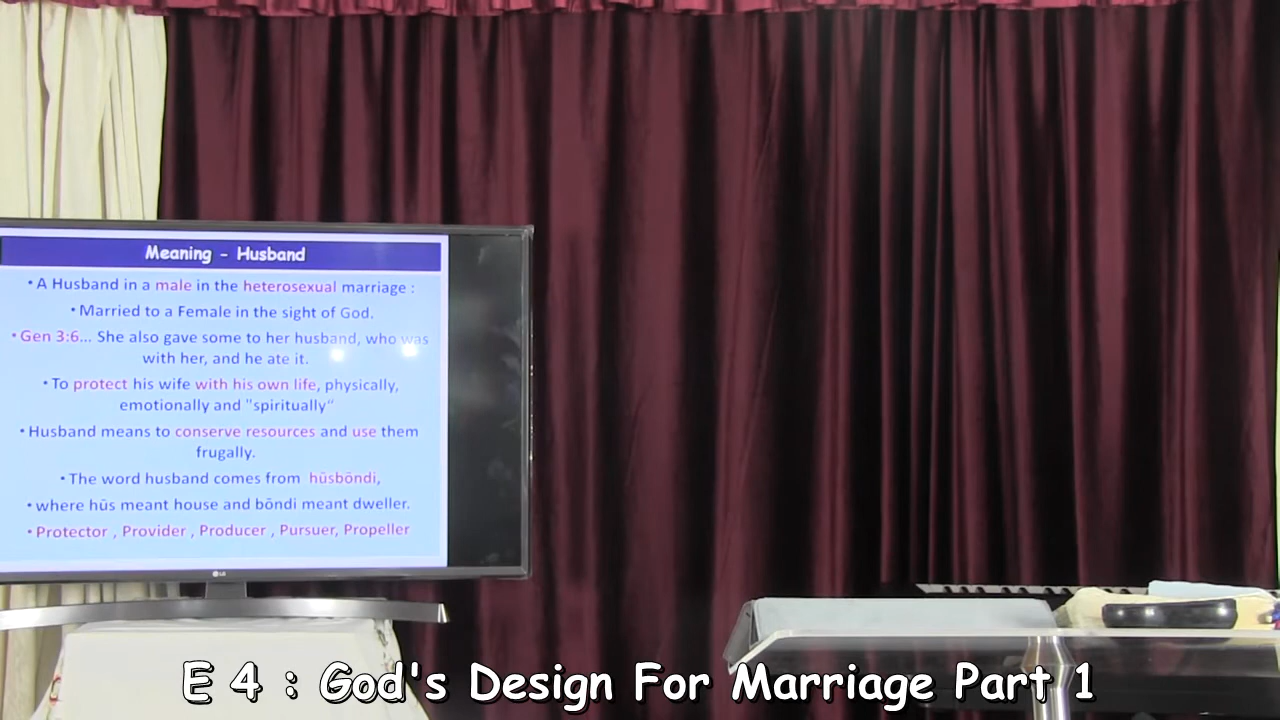 Meaning - Husband
• A Husband in a male in the heterosexual marriage :
• Married to a Female in the sight of God.
• Gen 3:6... She also gave some to her husband, who was
with her, and he ate it.
• To protect his wife with his own life, physically,
emotionally and "spiritually"
• Husband means to conserve resources and use them
frugally.
• The word husband comes from hūsbōndi,
• where hūs meant house and bōndi meant dweller.
• Protector , Provider , Producer , Pursuer, Propeller
LG
E 4 : God's Design For Marriage Part 1